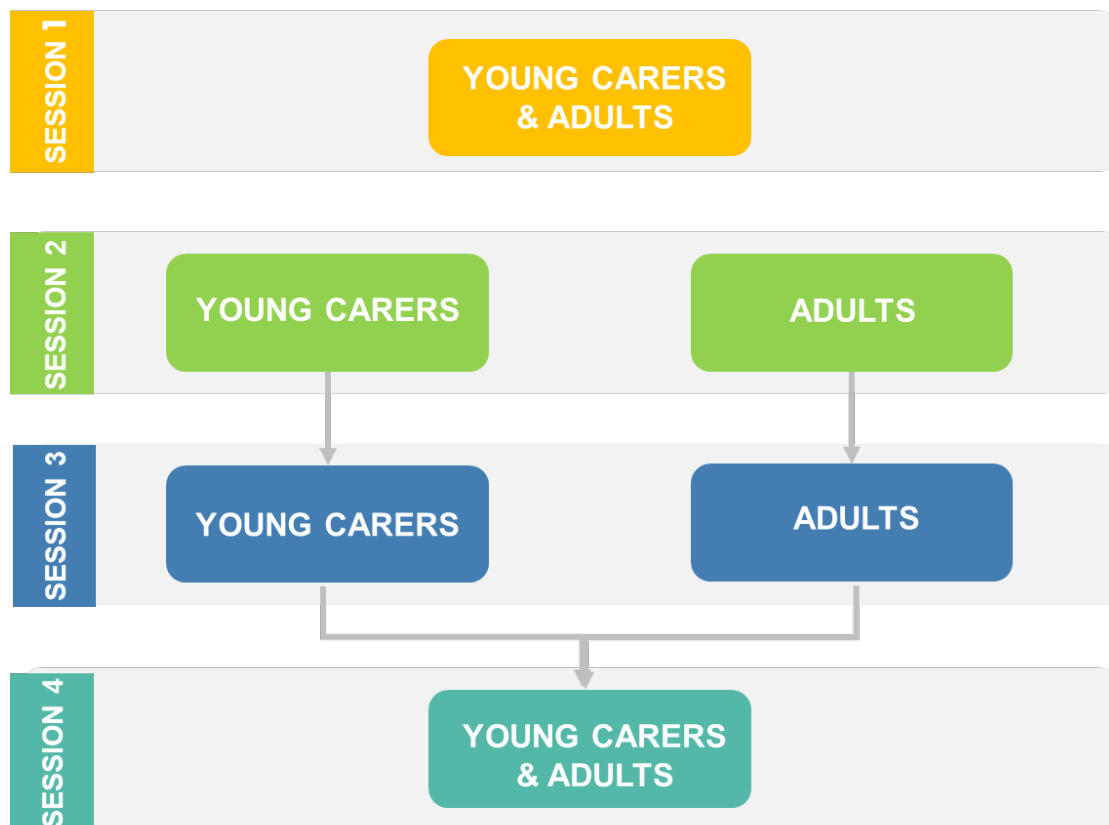 SESSION 1
YOUNG CARERS
& ADULTS
SESSION 2
YOUNG CARERS
ADULTS
SESSION 3
YOUNG CARERS
ADULTS
SESSION 4
YOUNG CARERS
& ADULTS